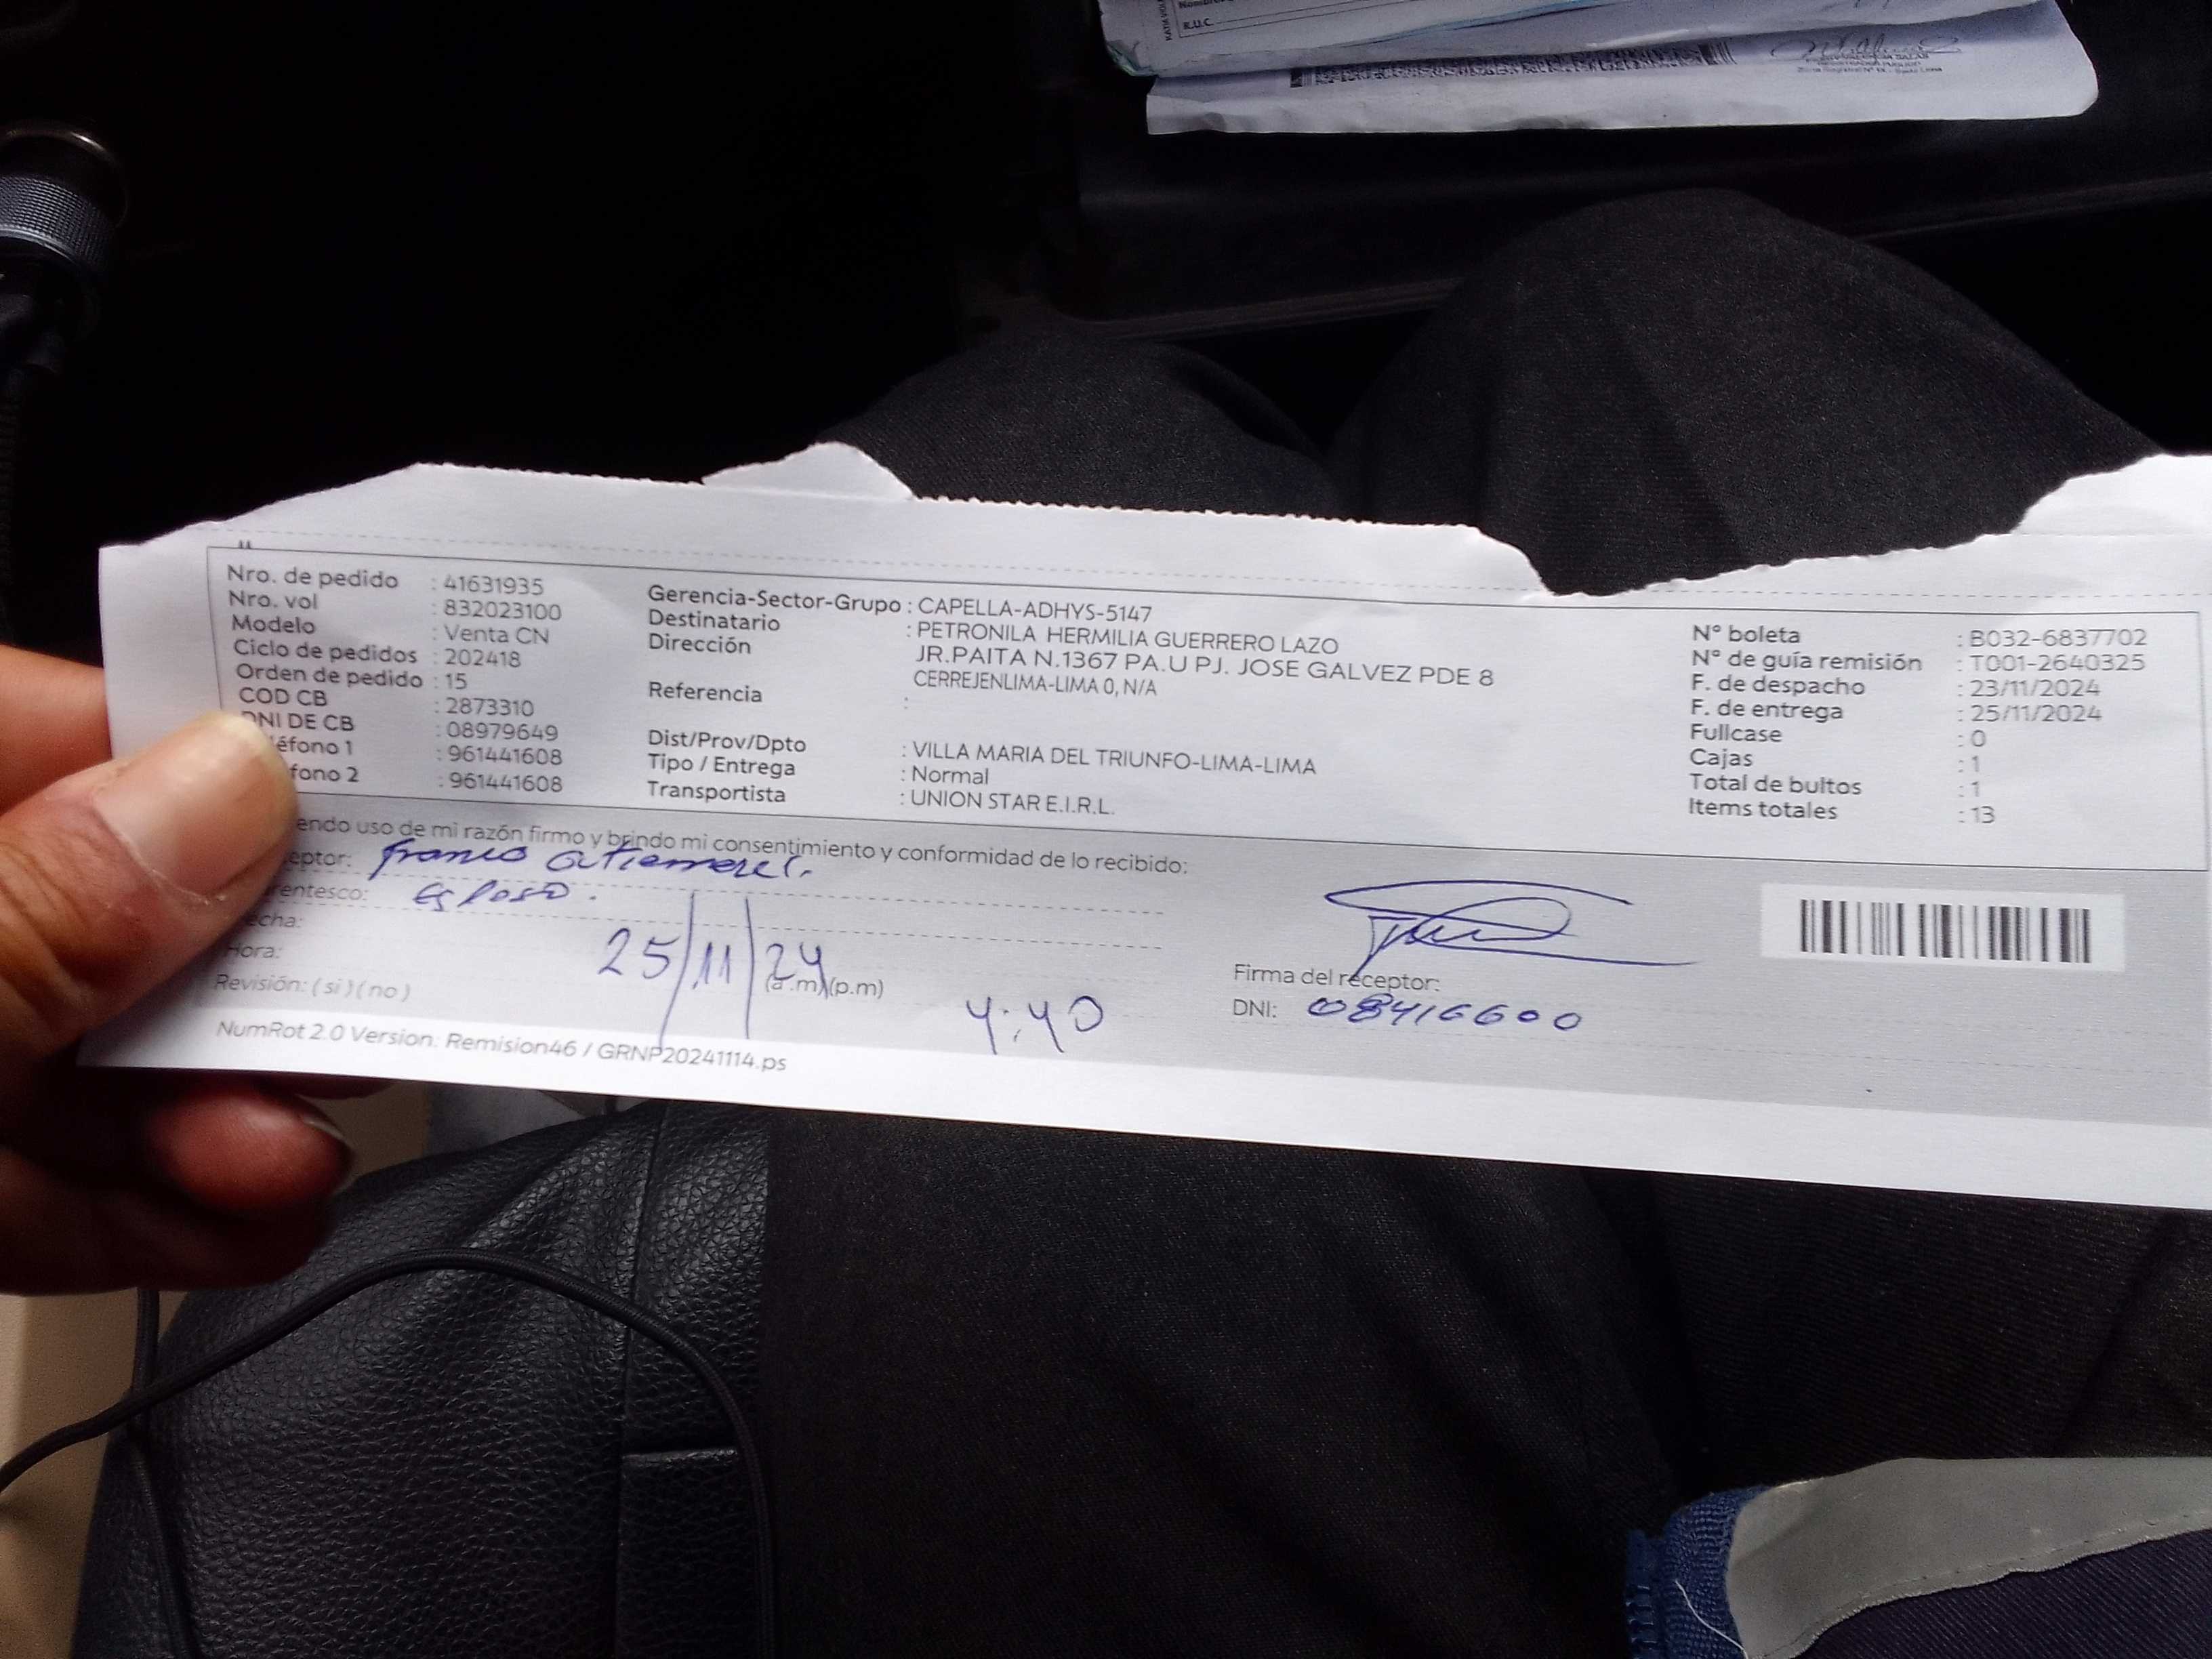 R.U.C.
Nro. de pedido : 41631935
Nro. vol : 832023100
Modelo : Venta CN
Ciclo de pedidos : 202418
Orden de pedido : 15
COD CB : 2873310
DNI DE CB : 08979649
éfono 1 : 961441608
fono 2 : 961441608
Gerencia-Sector-Grupo : CAPELLA-ADHYS-5147
Destinatario : PETRONILA HERMILIA GUERRERO LAZO
Dirección JR.PAITA N.1367 PA.U PJ. JOSE GALVEZ PDE 8
CERREJENLIMA-LIMA 0, N/A
Referencia :
Dist/Prov/Dpto : VILLA MARIA DEL TRIUNFO-LIMA-LIMA
Tipo / Entrega : Normal
Transportista : UNION STAR E.I.R.L.
N° boleta : B032-6837702
N° de guía remisión : T001-2640325
F. de despacho : 23/11/2024
F. de entrega : 25/11/2024
Fullcase : 0
Cajas : 1
Total de bultos : 1
Items totales : 13
endo uso de mi razón firmo y brindo mi consentimiento y conformidad de lo recibido:
eptor: Franco Gutierrez.
rentesco: Esposo.
echa: 25/11/24
Hora: (a.m)(p.m) 4:40
Revisión: ( si ) ( no )
Firma del receptor:
DNI: 08416600
NumRot 2.0 Version: Remision46 / GRNP20241114.ps